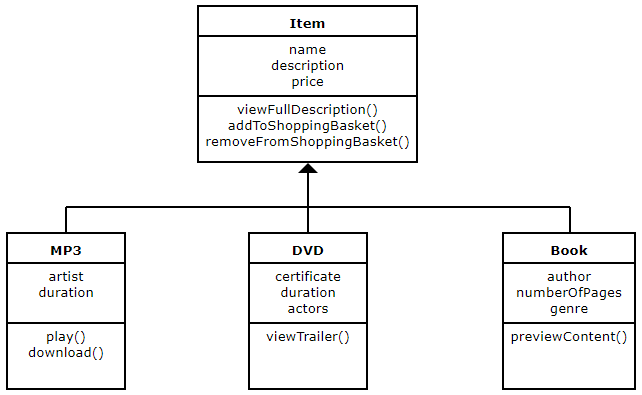 Item
name
description
price
viewFullDescription()
addToShoppingBasket()
removeFromShoppingBasket()
MP3
artist
duration
play()
download()
DVD
certificate
duration
actors
viewTrailer()
Book
author
numberOfPages
genre
previewContent()